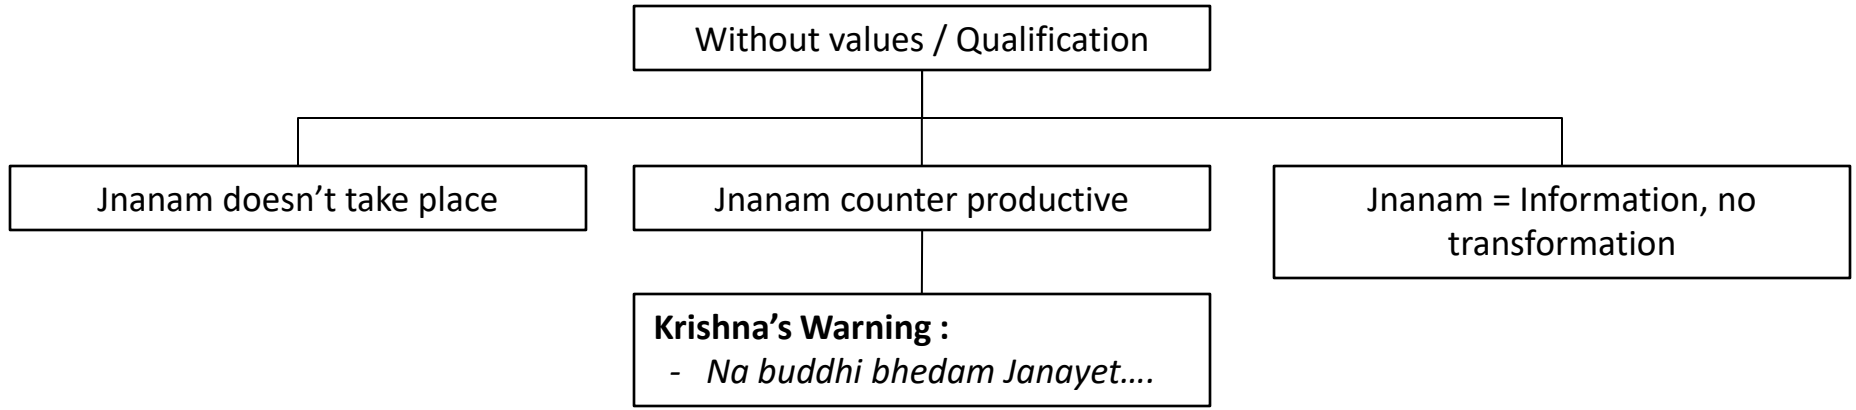 Without values / Qualification
Jnanam doesn’t take place
Jnanam counter productive
Jnanam = Information, no
transformation
Krishna’s Warning :
- Na buddhi bhedam Janayet....